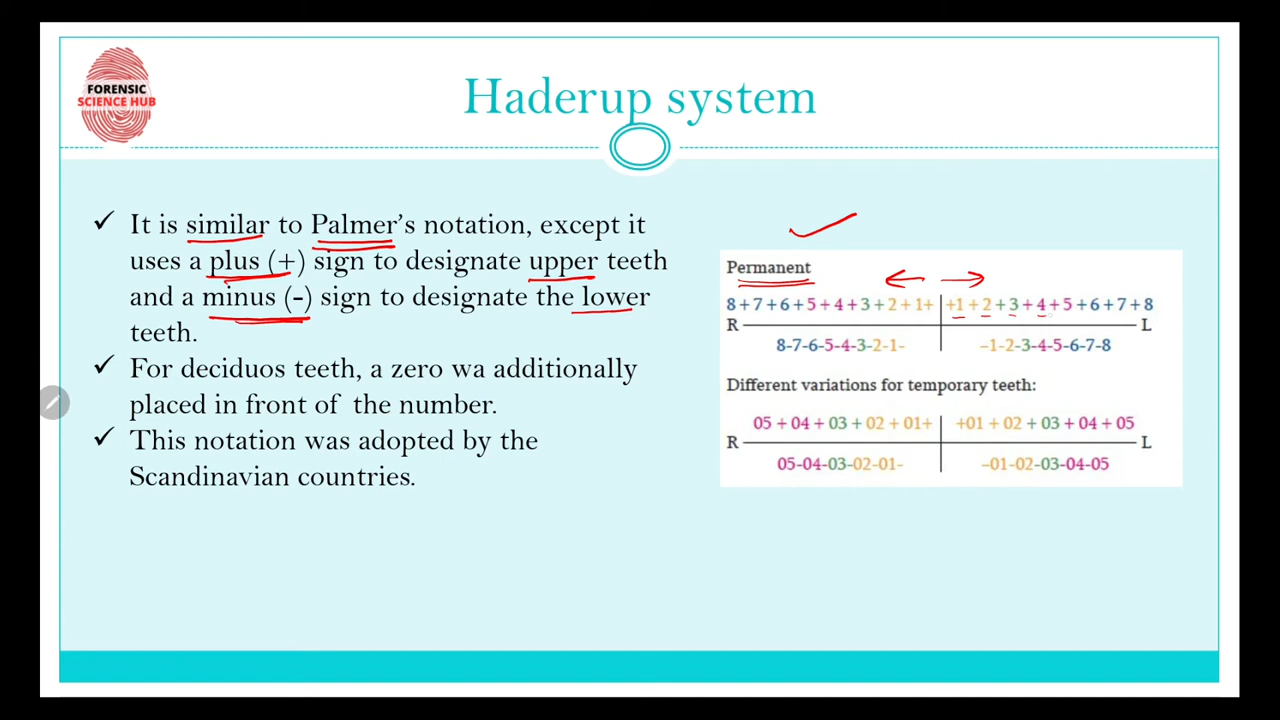 FORENSIC
SCIENCE HUB
Haderup system
✓ It is similar to Palmer's notation, except it
uses a plus (+) sign to designate upper teeth
and a minus (-) sign to designate the lower
teeth.
✓ For deciduos teeth, a zero wa additionally
placed in front of the number.
✓ This notation was adopted by the
Scandinavian countries.
Permanent
8+7+6+5+4+3+2+1+ +1+2+3+4+5+6+7+8
R L
8-7-6-5-4-3-2-1- –1-2-3-4-5-6-7-8
Different variations for temporary teeth:
05 + 04 + 03 + 02 + 01+ +01 + 02 + 03 + 04 + 05
R L
05-04-03-02-01- –01-02-03-04-05